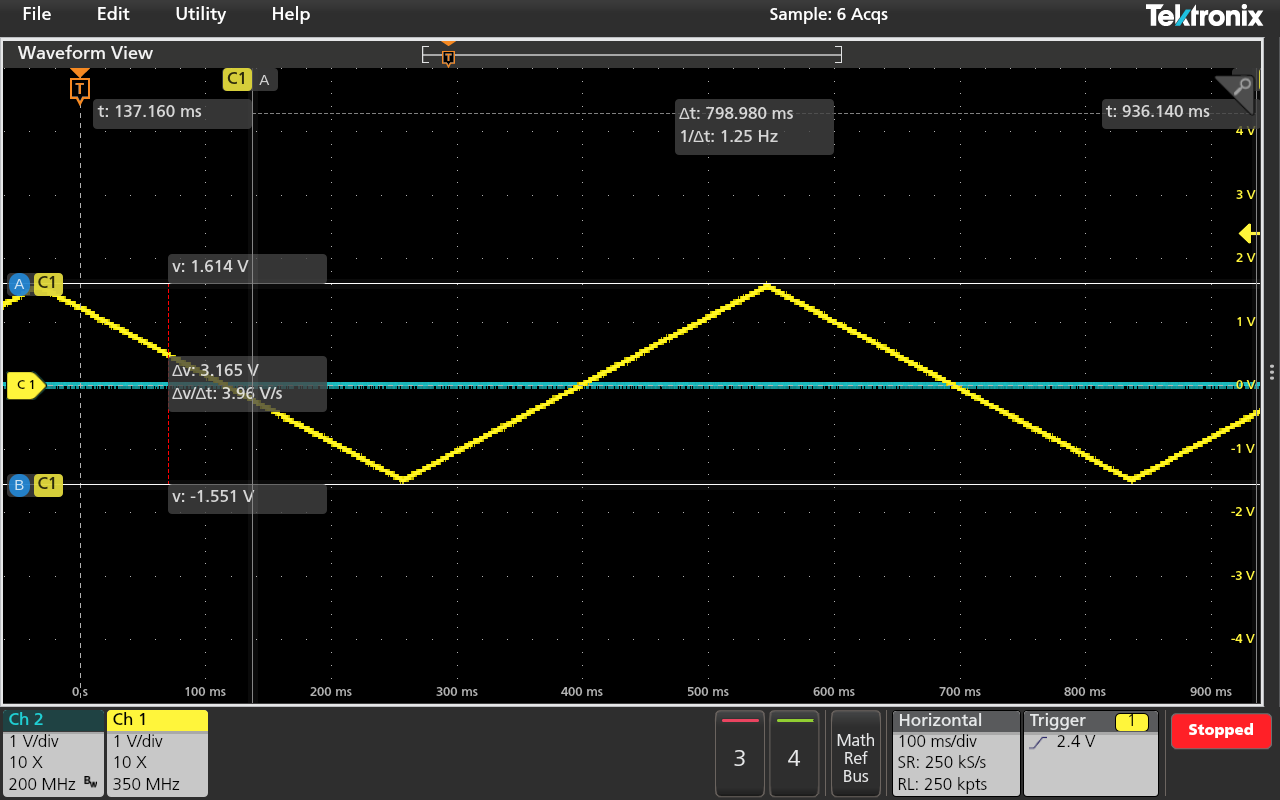 File Edit Utility Help Sample: 6 Acqs Tektronix
Waveform View
T
T
C1 A
t: 137.160 ms
Δt: 798.980 ms
1/Δt: 1.25 Hz
t: 936.140 ms
4 V
3 V
2 V
v: 1.614 V
A C1
1 V
Δv: 3.165 V
Δv/Δt: 3.96 V/s
C 1
0 V
-1 V
B C1
v: -1.551 V
-2 V
-3 V
-4 V
0 s 100 ms 200 ms 300 ms 400 ms 500 ms 600 ms 700 ms 800 ms 900 ms
Ch 2
1 V/div
10 X
200 MHz Bw
Ch 1
1 V/div
10 X
350 MHz
3
4
Math
Ref
Bus
Horizontal
100 ms/div
SR: 250 kS/s
RL: 250 kpts
Trigger 1
2.4 V
Stopped